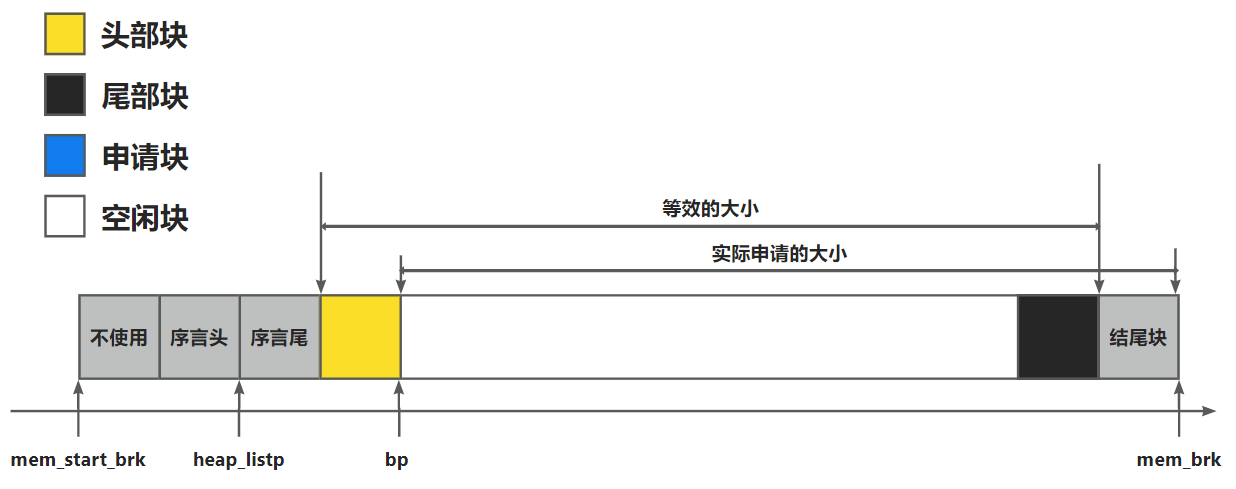 头部块
尾部块
申请块
空闲块
等效的大小
实际申请的大小
不使用 序言头 序言尾 结尾块
mem_start_brk heap_listp bp mem_brk